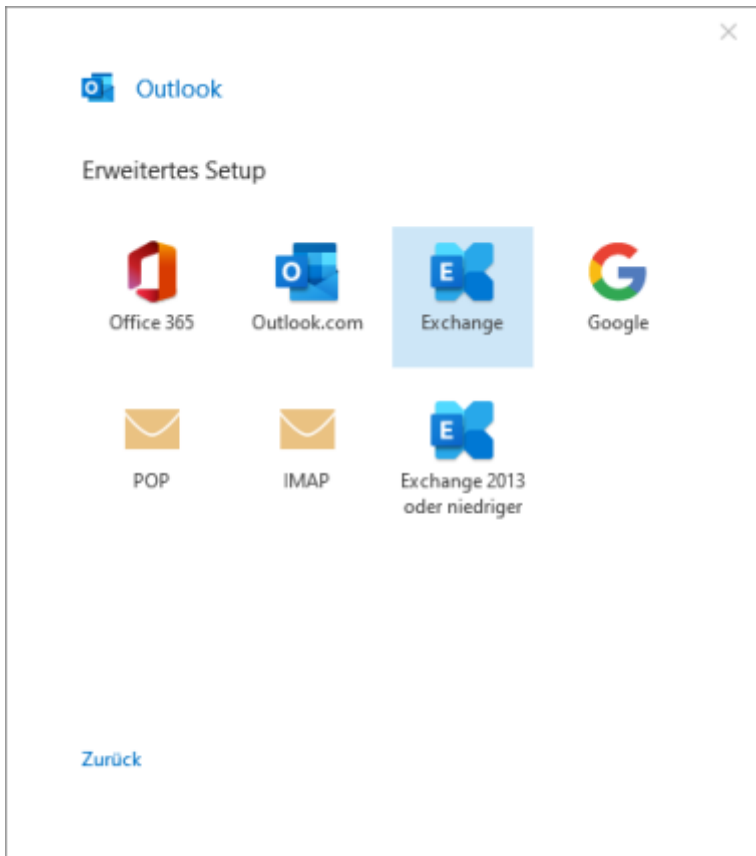 Outlook
Erweitertes Setup
Office 365
Outlook.com
Exchange
Google
POP
IMAP
Exchange 2013
oder niedriger
Zurück